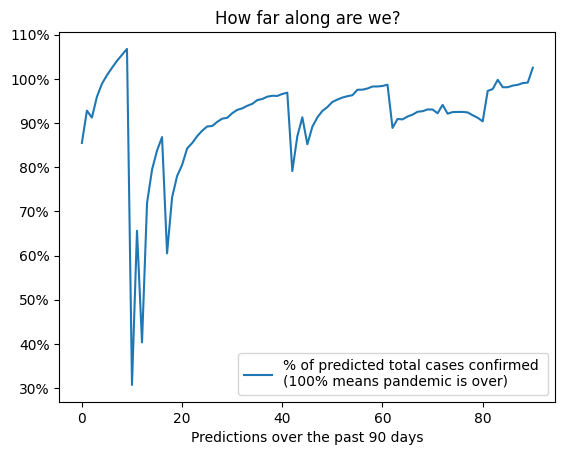 How far along are we?
110%
100%
90%
80%
70%
60%
50%
40%
30%
% of predicted total cases confirmed
(100% means pandemic is over)
0 20 40 60 80
Predictions over the past 90 days